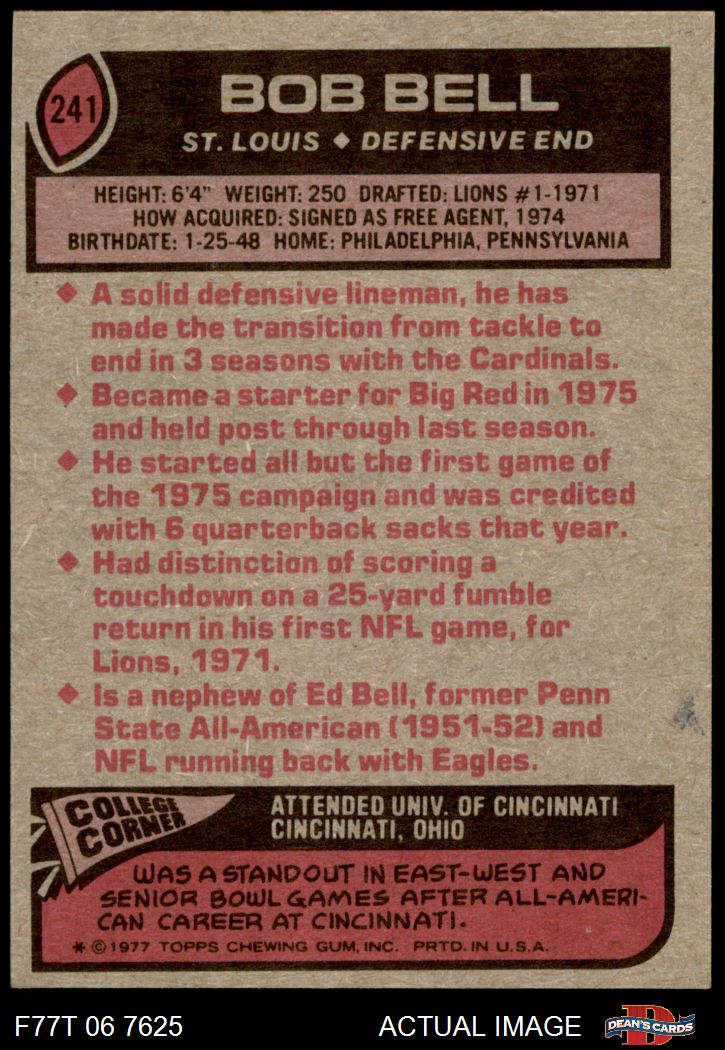 241
BOB BELL
ST. LOUIS ◆ DEFENSIVE END
HEIGHT: 6'4" WEIGHT: 250 DRAFTED: LIONS #1-1971
HOW ACQUIRED: SIGNED AS FREE AGENT, 1974
BIRTHDATE: 1-25-48 HOME: PHILADELPHIA, PENNSYLVANIA
◆ A solid defensive lineman, he has
made the transition from tackle to
end in 3 seasons with the Cardinals.
◆ Became a starter for Big Red in 1975
and held post through last season.
◆ He started all but the first game of
the 1975 campaign and was credited
with 6 quarterback sacks that year.
◆ Had distinction of scoring a
touchdown on a 25-yard fumble
return in his first NFL game, for
Lions, 1971.
◆ Is a nephew of Ed Bell, former Penn
State All-American (1951-52) and
NFL running back with Eagles.
COLLEGE
CORNER
ATTENDED UNIV. OF CINCINNATI
CINCINNATI, OHIO
WAS A STANDOUT IN EAST-WEST AND
SENIOR BOWL GAMES AFTER ALL-AMERI-
CAN CAREER AT CINCINNATI.
* © 1977 TOPPS CHEWING GUM, INC. PRTD. IN U.S.A.
F77T 06 7625
ACTUAL IMAGE
DEAN'S CARDS